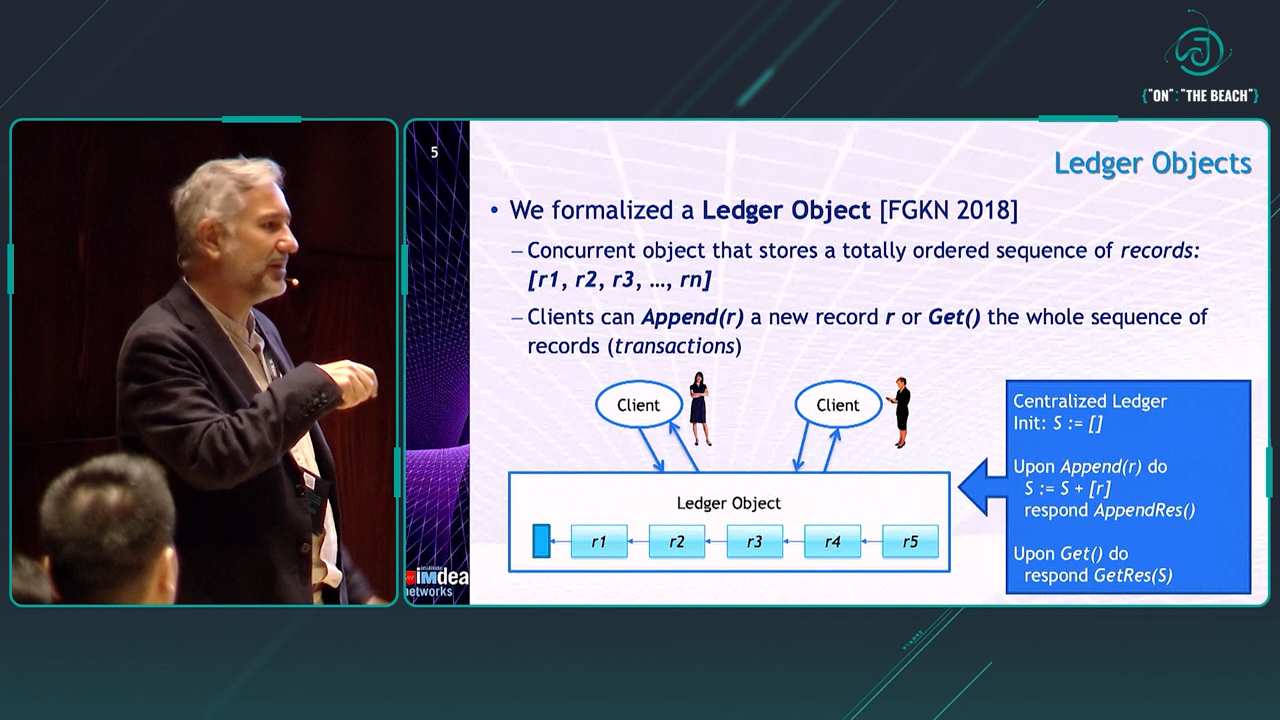 {"ON":"THE BEACH"}
5
Ledger Objects
• We formalized a Ledger Object [FGKN 2018]
– Concurrent object that stores a totally ordered sequence of records:
[r1, r2, r3, …, rn]
– Clients can Append(r) a new record r or Get() the whole sequence of
records (transactions)
Client
Client
Ledger Object
r1
r2
r3
r4
r5
Centralized Ledger
Init: S := []
Upon Append(r) do
S := S + [r]
respond AppendRes()
Upon Get() do
respond GetRes(S)
institute
imdea
networks